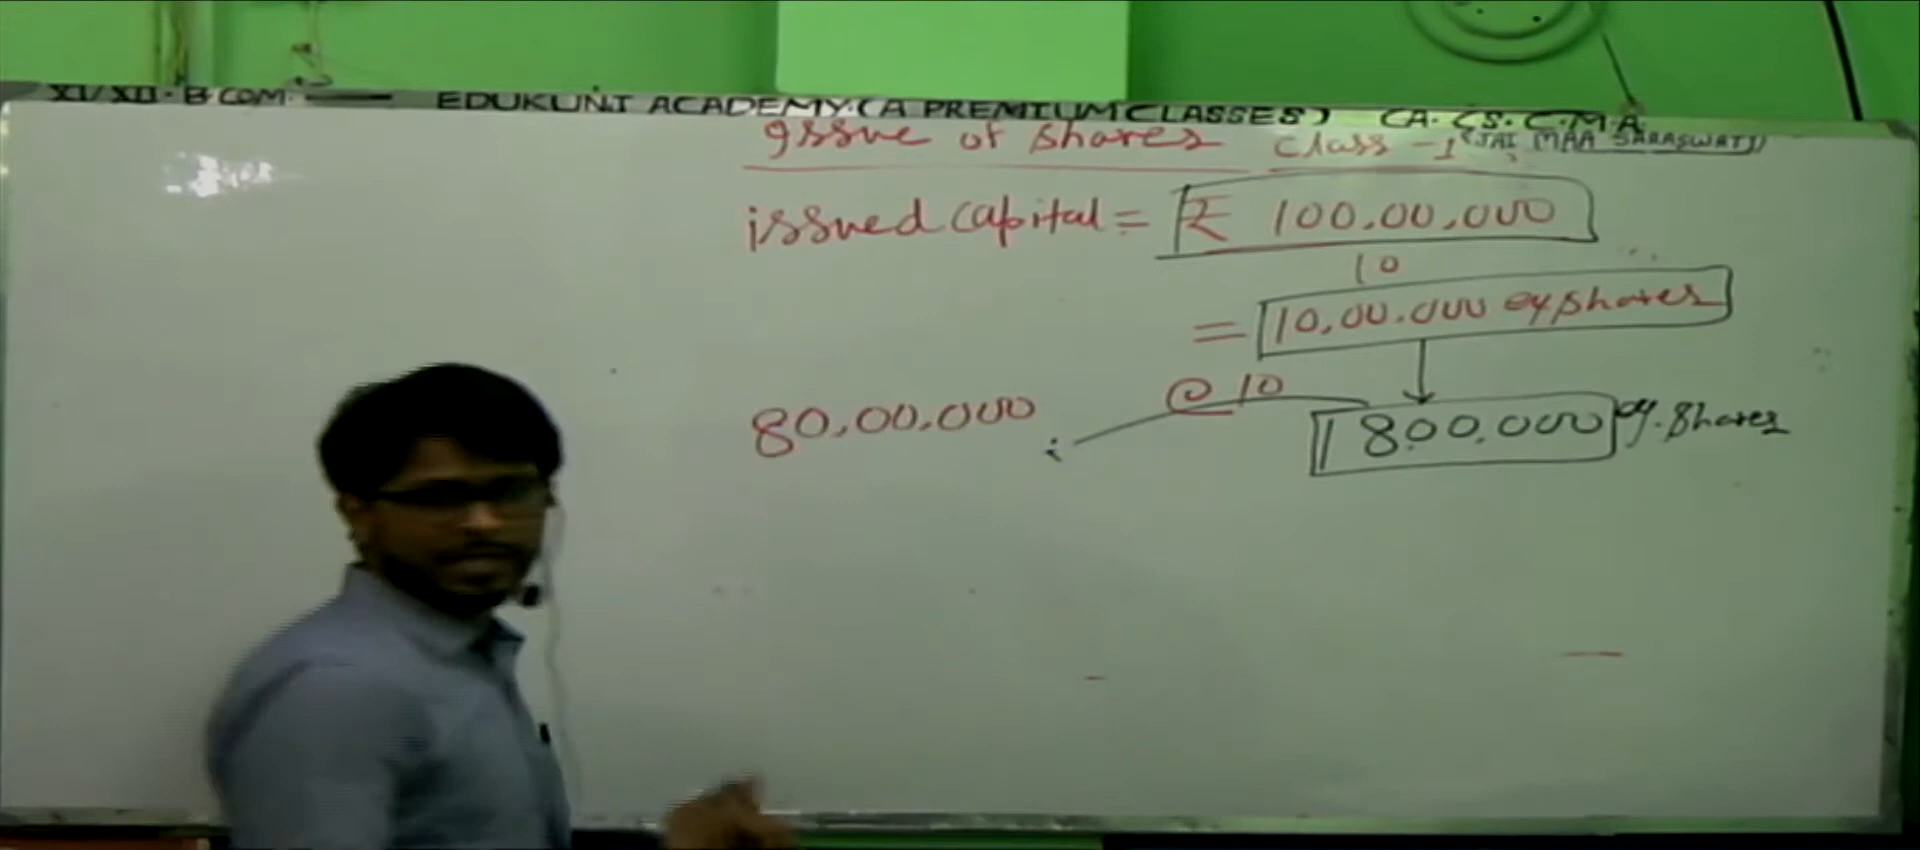 XI/XII. B.COM. — EDUKUNJ ACADEMY.(A PREMIUM CLASSES) CA. CS. C.M.A
Issue of shares Class -1 (JAI MAA SARASWATI)
issued capital = ₹ 100,00,000
10
= 10,00,000 eq shares
80,00,000 @ 10 800,000 eq. Shares